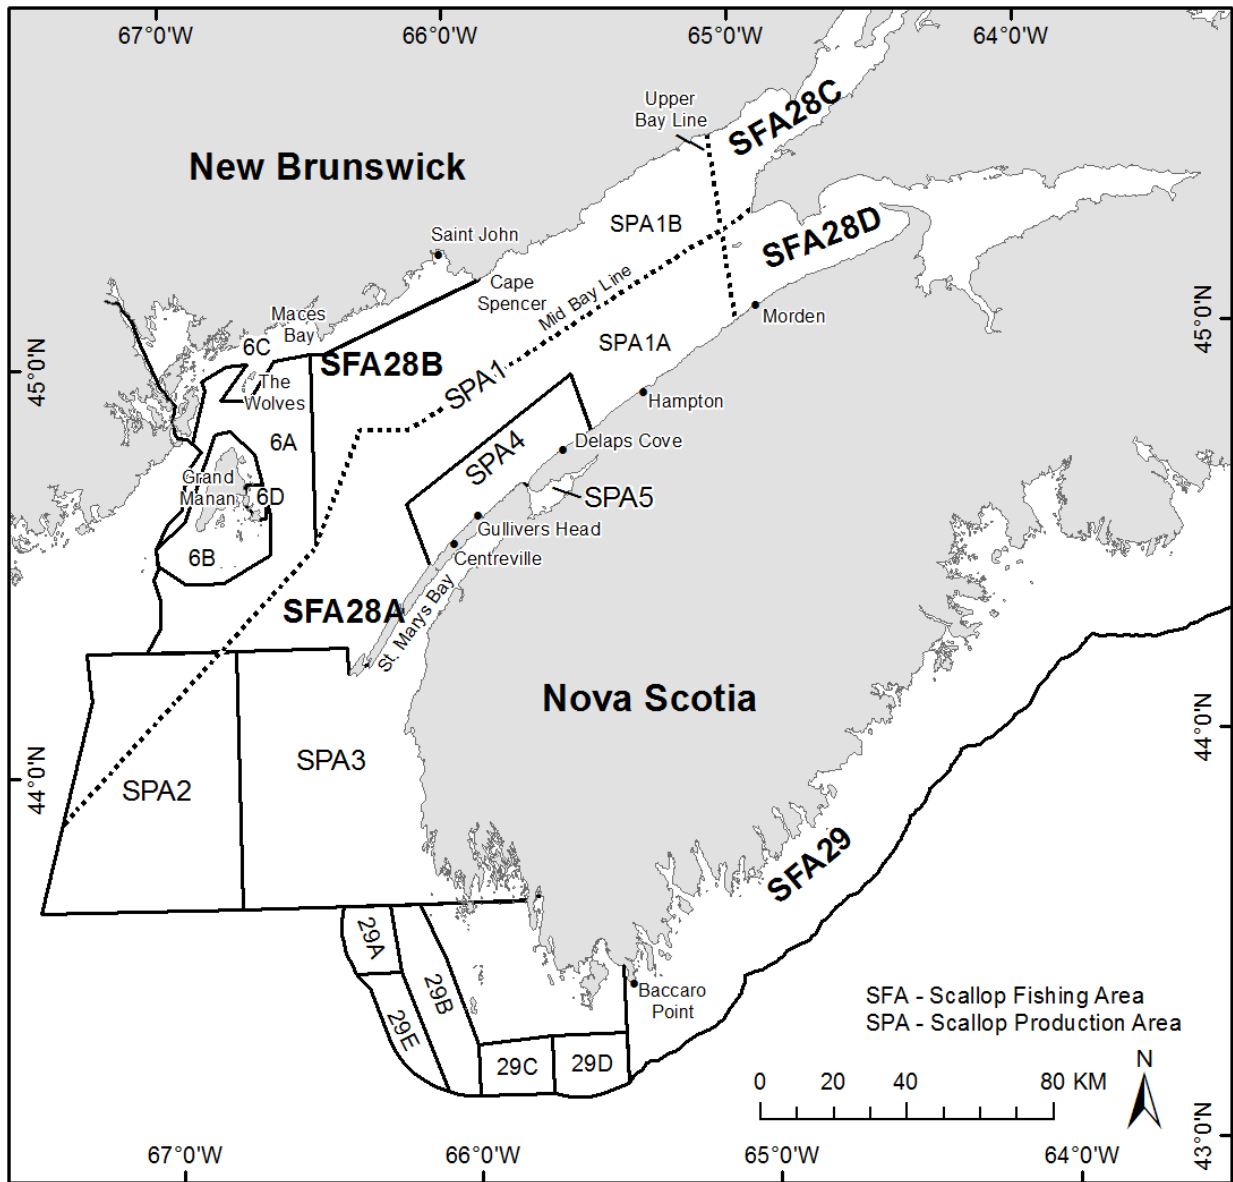 67°0'W
66°0'W
65°0'W
64°0'W
Upper
Bay Line
SFA28C
New Brunswick
SPA1B
SFA28D
Saint John
Cape
Spencer
Mid Bay Line
Morden
45°0'N
45°0'N
Maces
Bay
6C
SFA28B
SPA1A
The
Wolves
SPA1
Hampton
6A
SPA4
Delaps Cove
Grand
Manan
6D
SPA5
Gullivers Head
6B
Centreville
SFA28A
St. Marys Bay
Nova Scotia
44°0'N
44°0'N
SPA2
SPA3
SFA29
29A
29B
29E
Baccaro
Point
SFA - Scallop Fishing Area
SPA - Scallop Production Area
29C
29D
N
0 20 40 80 KM
43°0'N
67°0'W
66°0'W
65°0'W
64°0'W